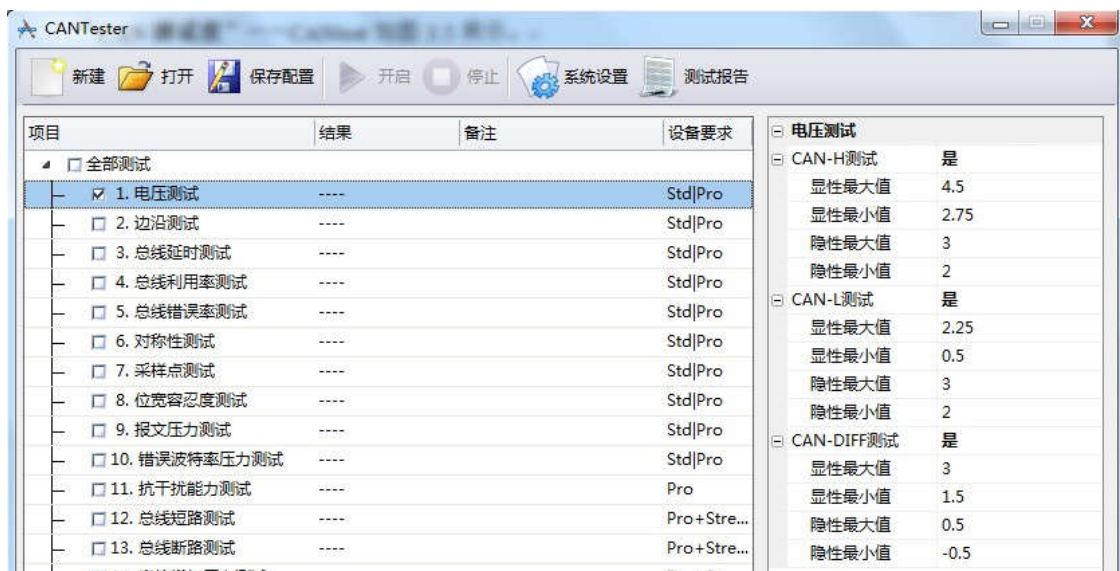 CANTester
新建 打开 保存配置 开启 停止 系统设置 测试报告
项目 结果 备注 设备要求
全部测试
1. 电压测试 ---- Std|Pro
2. 边沿测试 ---- Std|Pro
3. 总线延时测试 ---- Std|Pro
4. 总线利用率测试 ---- Std|Pro
5. 总线错误率测试 ---- Std|Pro
6. 对称性测试 ---- Std|Pro
7. 采样点测试 ---- Std|Pro
8. 位宽容忍度测试 ---- Std|Pro
9. 报文压力测试 ---- Std|Pro
10. 错误波特率压力测试 ---- Std|Pro
11. 抗干扰能力测试 ---- Pro
12. 总线短路测试 ---- Pro+Stre...
13. 总线断路测试 ---- Pro+Stre...
电压测试
CAN-H测试 是
显性最大值 4.5
显性最小值 2.75
隐性最大值 3
隐性最小值 2
CAN-L测试 是
显性最大值 2.25
显性最小值 0.5
隐性最大值 3
隐性最小值 2
CAN-DIFF测试 是
显性最大值 3
显性最小值 1.5
隐性最大值 0.5
隐性最小值 -0.5